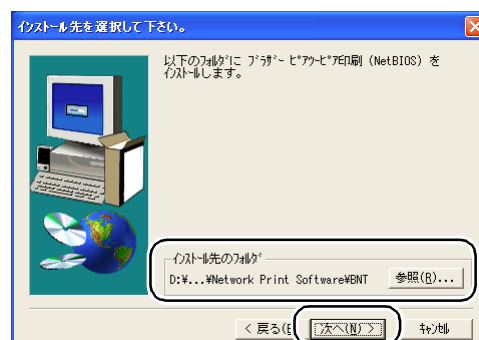 インストール先を選択して下さい。
以下のフォルダに ブラザー ピアツーピア印刷 (NetBIOS) を
インストールします。
インストール先のフォルダ
D:¥...¥Network Print Software¥BNT
参照(R)...
< 戻る(
次へ(N) >
キャンセル